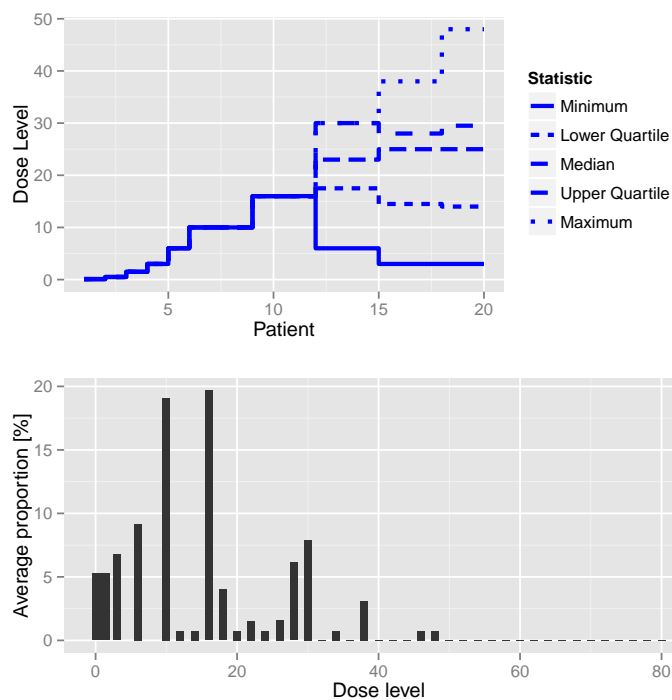 50
40
30
20
10
0
Dose Level
5
10
15
20
Patient
Statistic
Minimum
Lower Quartile
Median
Upper Quartile
Maximum
20
15
10
5
0
Average proportion [%]
0
20
40
60
80
Dose level